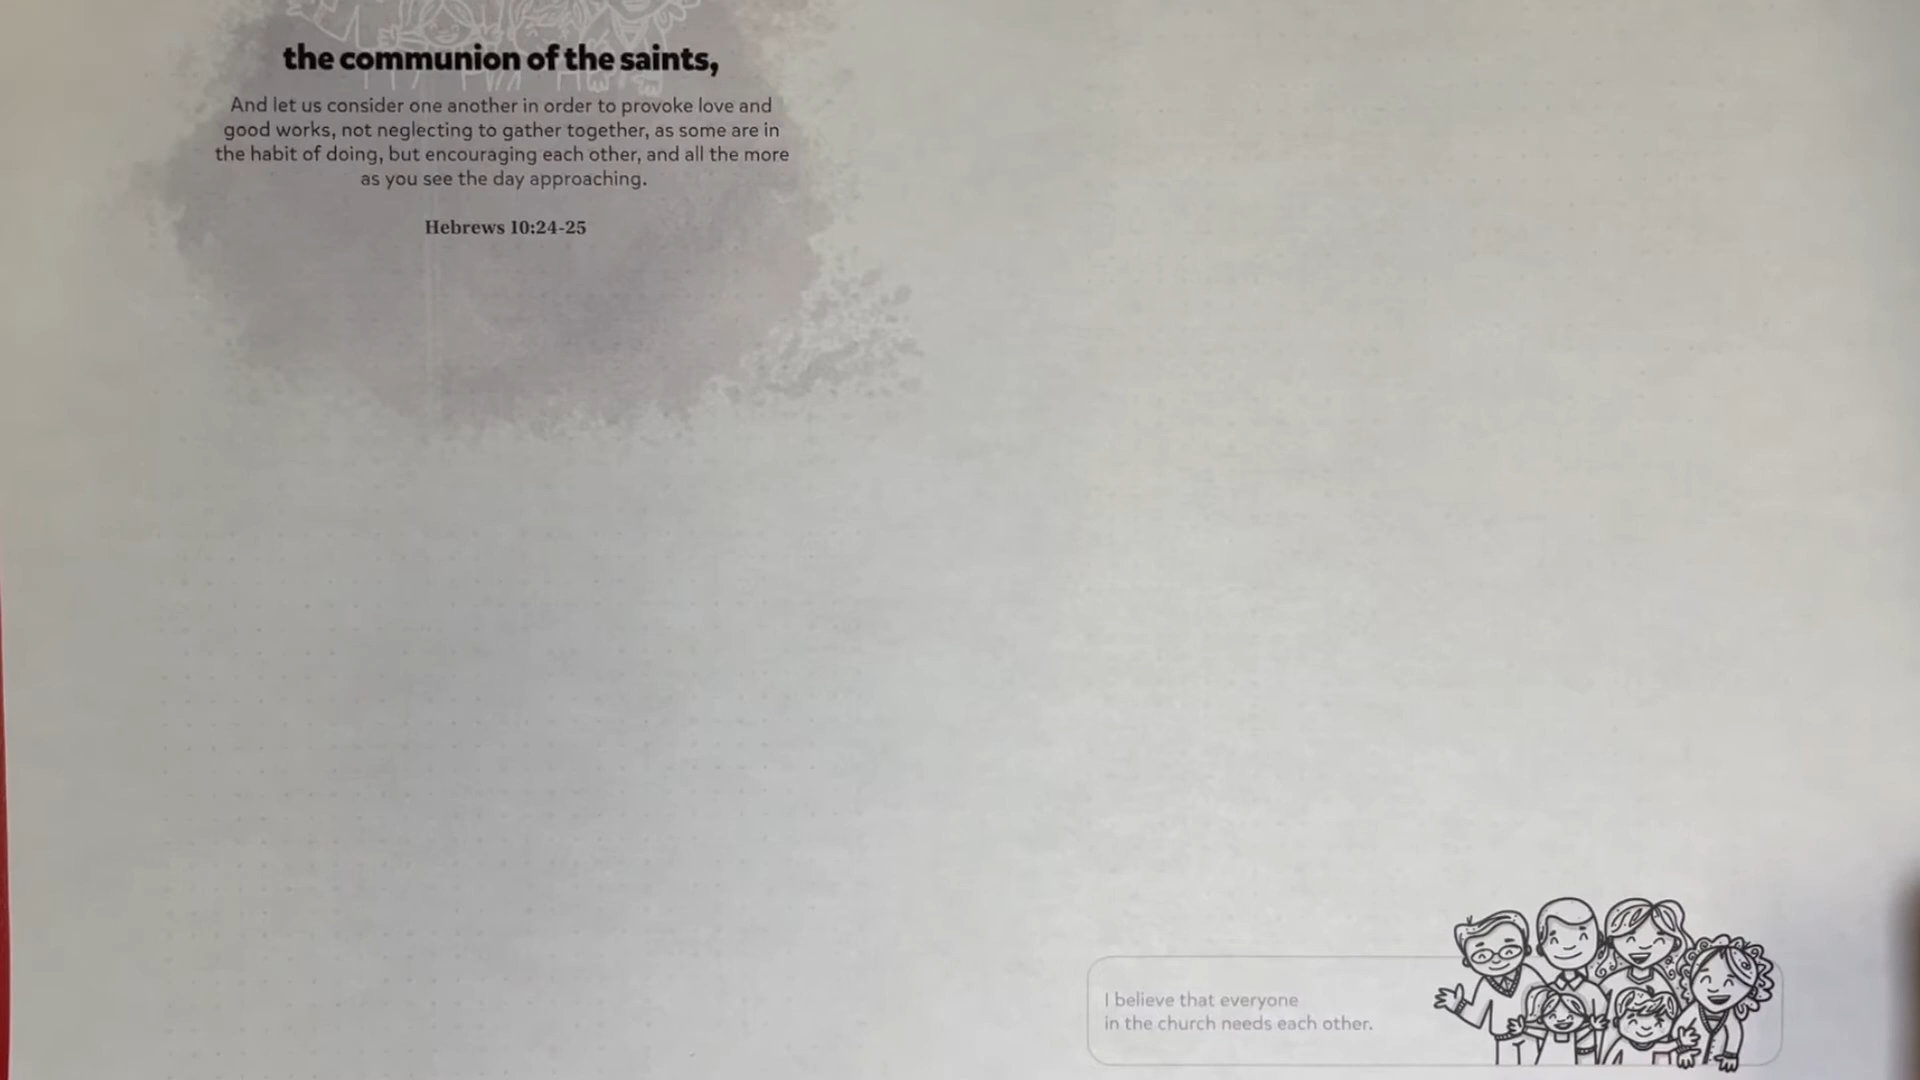 the communion of the saints,
And let us consider one another in order to provoke love and
good works, not neglecting to gather together, as some are in
the habit of doing, but encouraging each other, and all the more
as you see the day approaching.
Hebrews 10:24-25
I believe that everyone
in the church needs each other.